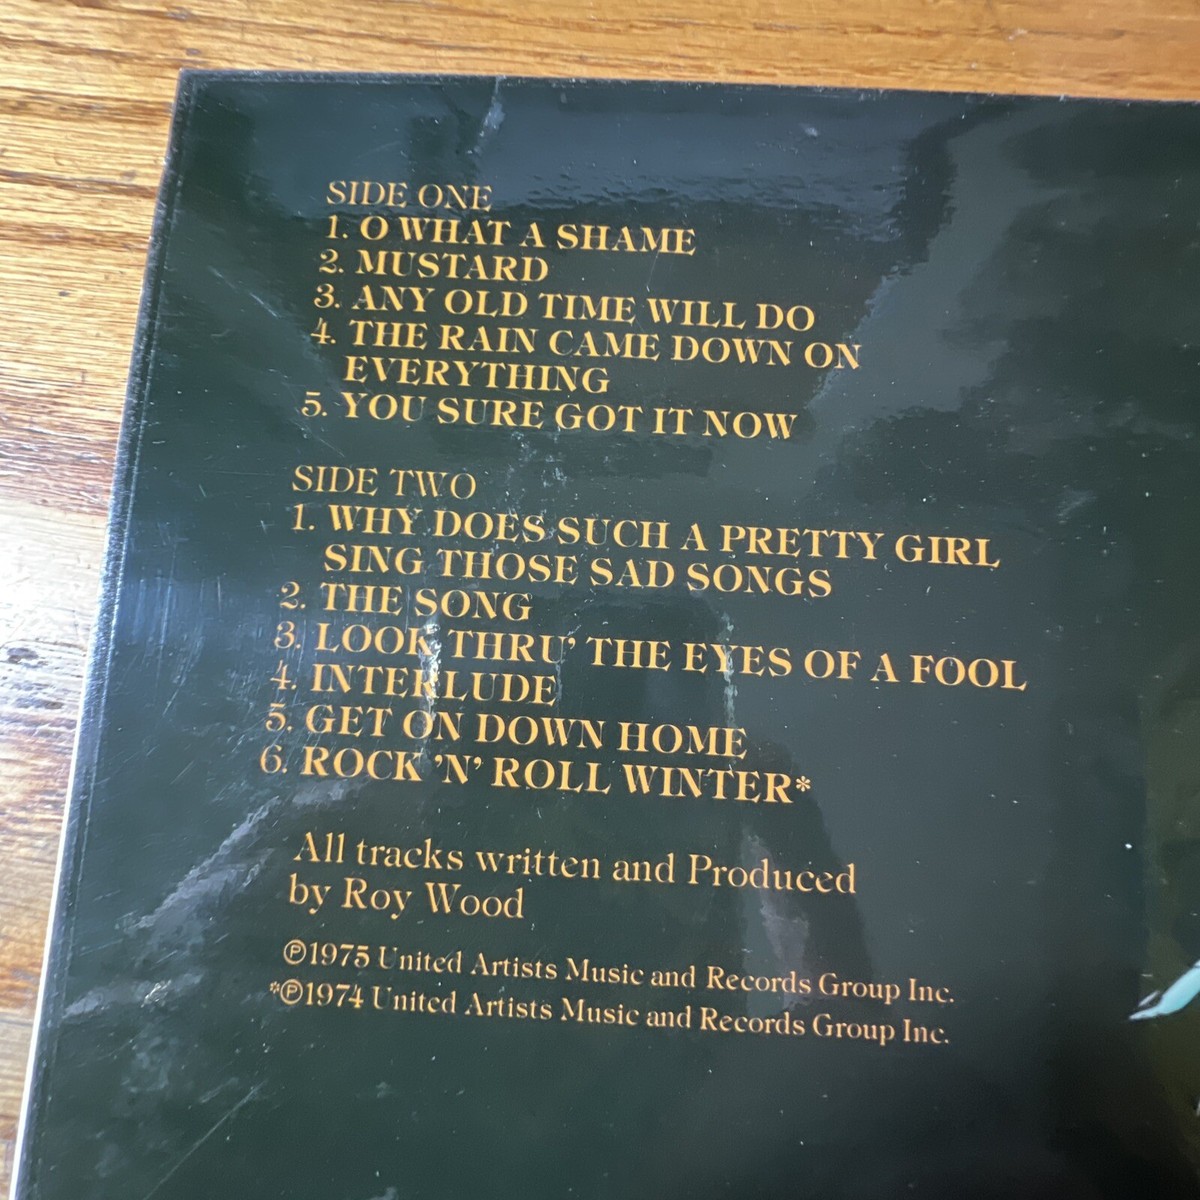 SIDE ONE
1. O WHAT A SHAME
2. MUSTARD
3. ANY OLD TIME WILL DO
4. THE RAIN CAME DOWN ON
EVERYTHING
5. YOU SURE GOT IT NOW
SIDE TWO
1. WHY DOES SUCH A PRETTY GIRL
SING THOSE SAD SONGS
2. THE SONG
3. LOOK THRU' THE EYES OF A FOOL
4. INTERLUDE
5. GET ON DOWN HOME
6. ROCK 'N' ROLL WINTER*
All tracks written and Produced
by Roy Wood
℗1975 United Artists Music and Records Group Inc.
*℗1974 United Artists Music and Records Group Inc.